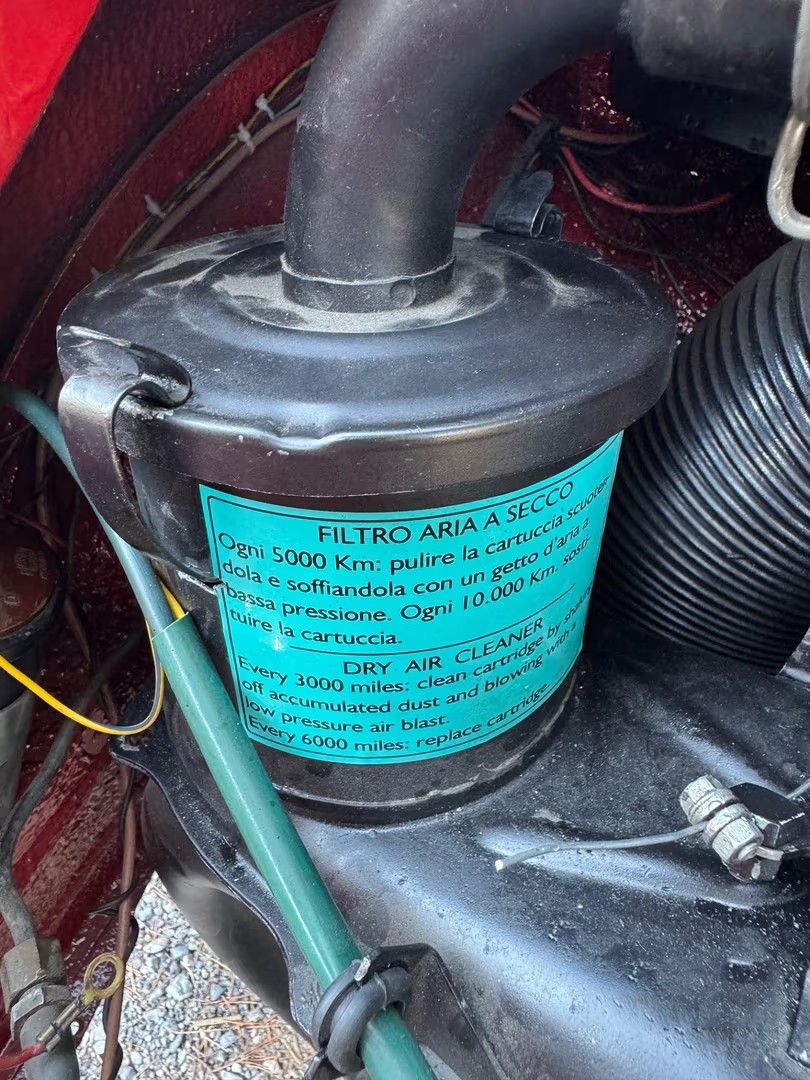 FILTRO ARIA A SECCO
Ogni 5000 Km: pulire la cartuccia scuoten-
dola e soffiandola con un getto d'aria a
bassa pressione. Ogni 10.000 Km. sosti-
tuire la cartuccia.
DRY AIR CLEANER
Every 3000 miles: clean cartridge by shaking
off accumulated dust and blowing with a
low pressure air blast.
Every 6000 miles: replace cartridge.